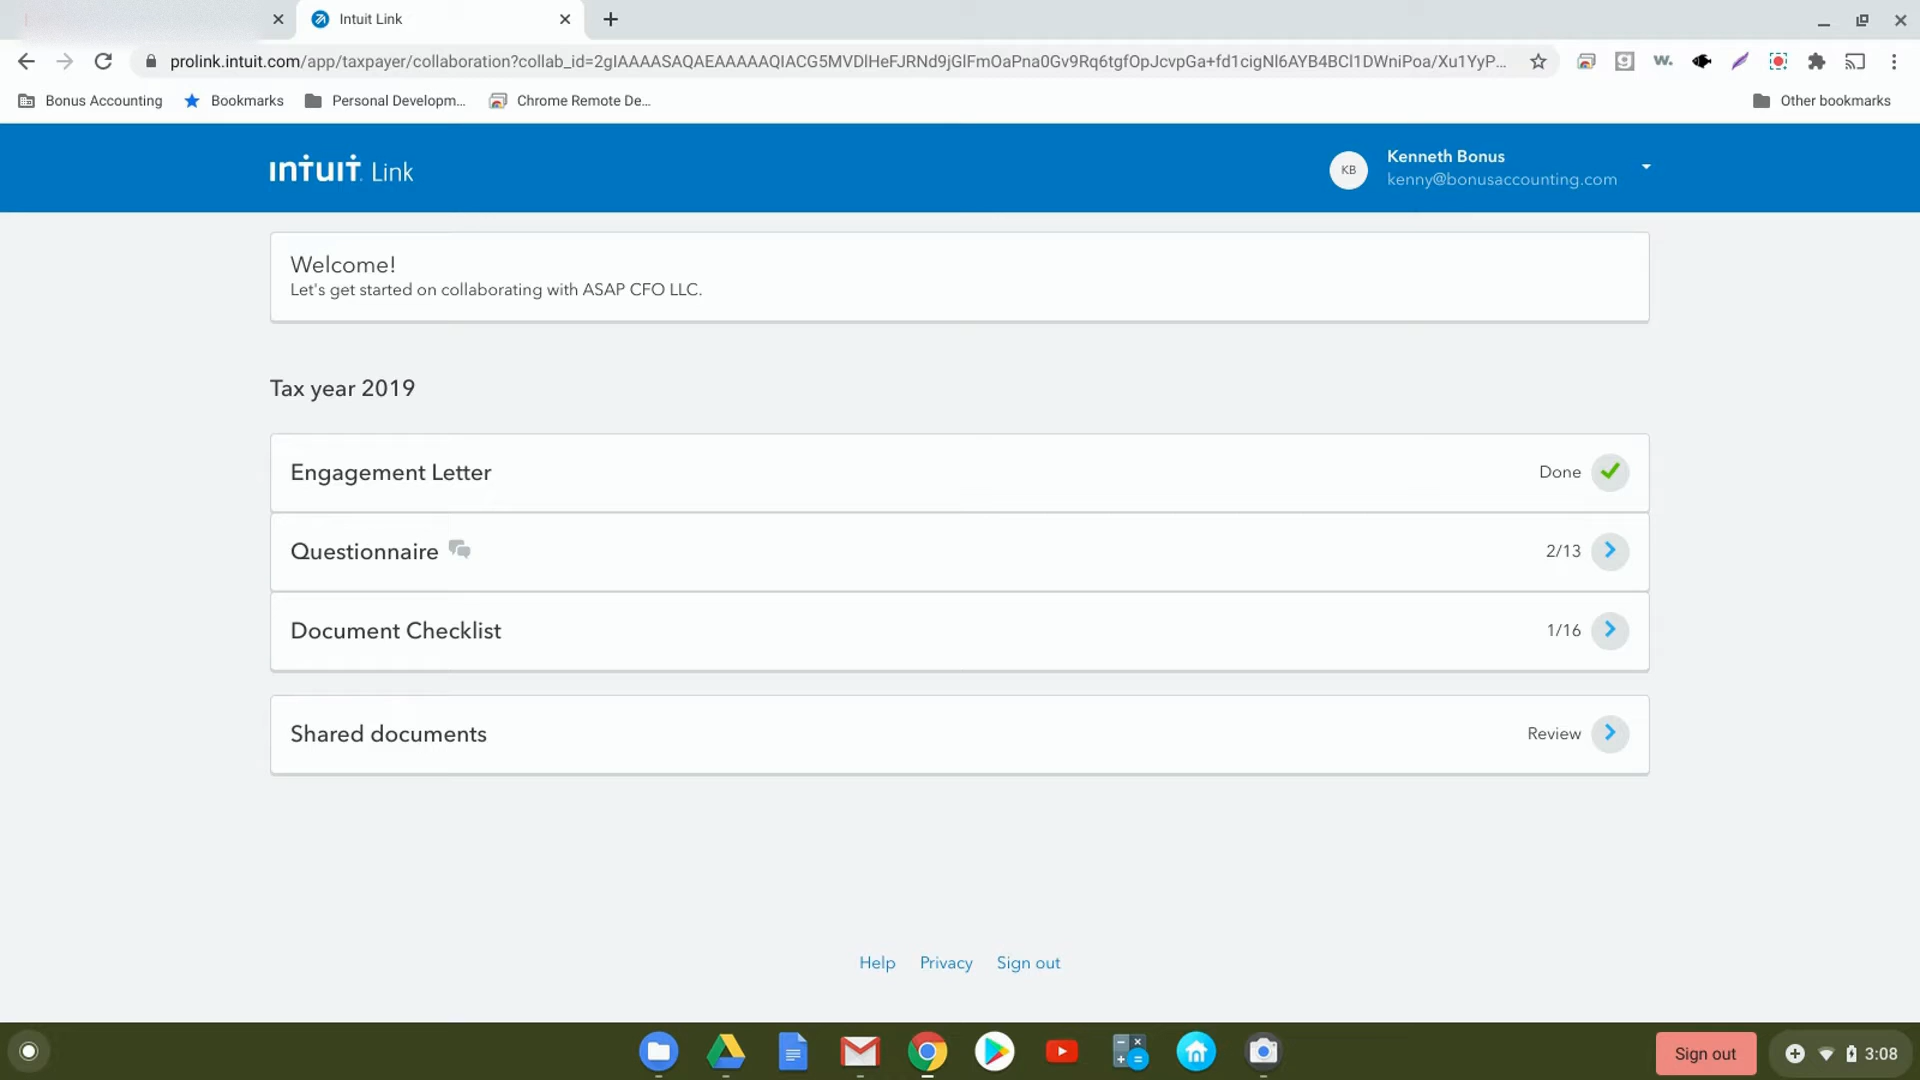 Intuit Link
prolink.intuit.com/app/taxpayer/collaboration?collab_id=2gIAAAASAQAEAAAAAQIACG5MVDlHeFJRNd9jGlFmOaPna0Gv9Rq6tgfOpJcvpGa+fd1cigNl6AYB4BCl1DWniPoa/Xu1YyP...
Bonus Accounting
Bookmarks
Personal Developm...
Chrome Remote De...
Other bookmarks
INTUIT Link
KB
Kenneth Bonus
kenny@bonusaccounting.com
Welcome!
Let's get started on collaborating with ASAP CFO LLC.
Tax year 2019
Engagement Letter
Done
Questionnaire
2/13
Document Checklist
1/16
Shared documents
Review
Help Privacy Sign out
Sign out
3:08